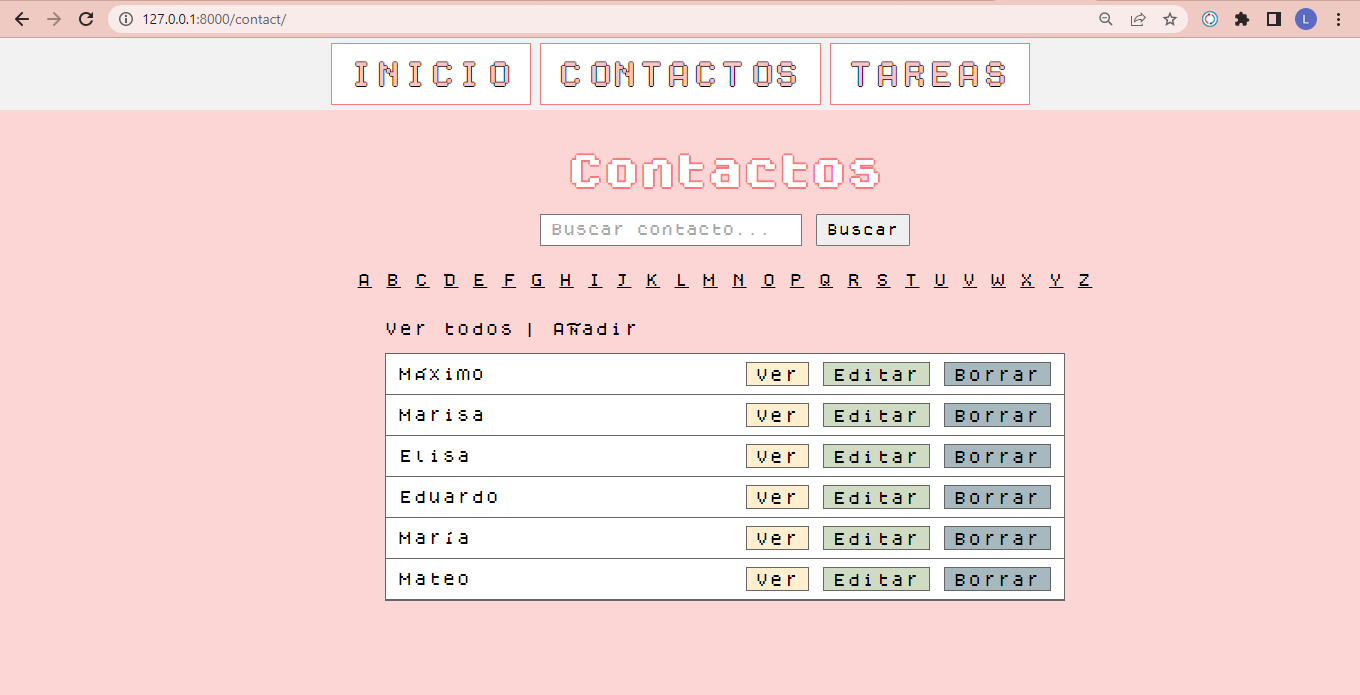 127.0.0.1:8000/contact/
L
INICIO CONTACTOS TAREAS
Contactos
Buscar contacto... Buscar
A B C D E F G H I J K L M N O P Q R S T U V W X Y Z
Ver todos | Añadir
Máximo Ver Editar Borrar
Marisa Ver Editar Borrar
Elisa Ver Editar Borrar
Eduardo Ver Editar Borrar
María Ver Editar Borrar
Mateo Ver Editar Borrar